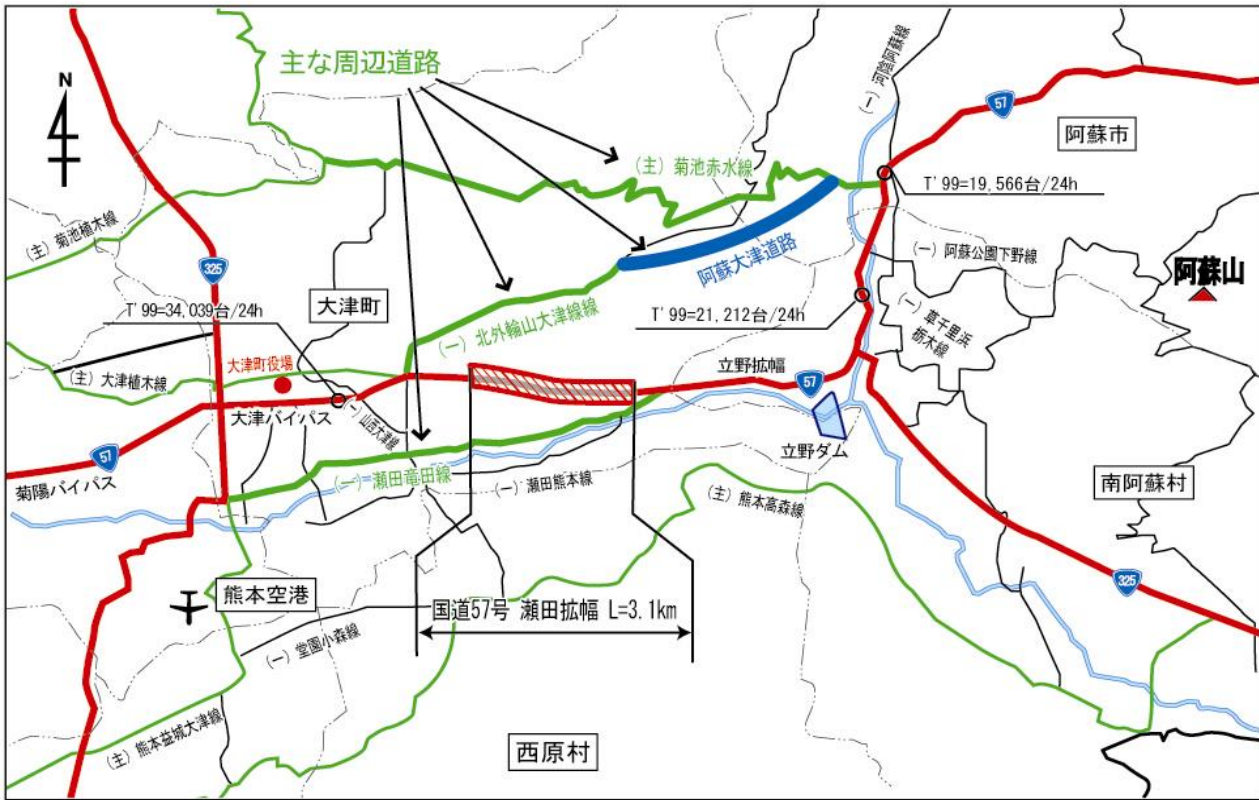 主な周辺道路
N
(一) 河陰阿蘇線
57
阿蘇市
(主) 菊池赤水線
T'99=19,566台/24h
(主) 菊池植木線
325
阿蘇大津道路
(一) 阿蘇公園下野線
阿蘇山
T'99=34,039台/24h
大津町
T'99=21,212台/24h
(一) 北外輪山大津線線
(一) 草千里浜
栃木線
(主) 大津植木線
大津町役場
立野拡幅
57
大津バイパス
(一) 山西大津線
57
菊陽バイパス
立野ダム
(一) 瀬田竜田線
(一) 瀬田熊本線
(主) 熊本高森線
南阿蘇村
325
熊本空港
国道57号 瀬田拡幅 L=3.1km
(一) 堂園小森線
(主) 熊本益城大津線
西原村